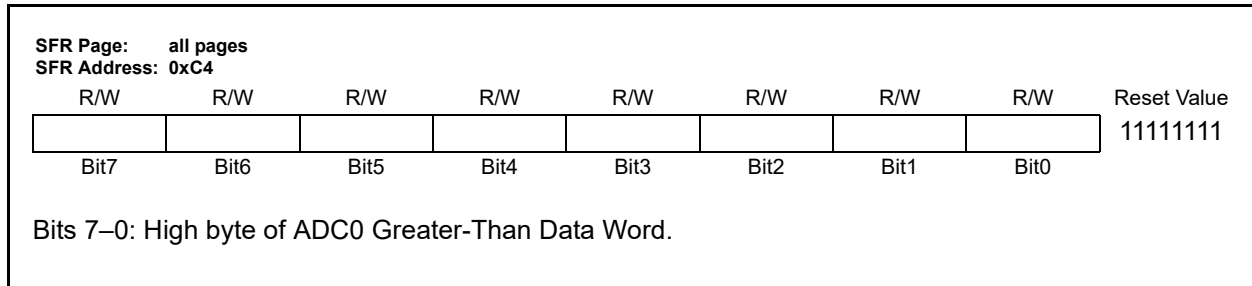 SFR Page: all pages
SFR Address: 0xC4
R/W R/W R/W R/W R/W R/W R/W R/W Reset Value
11111111
Bit7 Bit6 Bit5 Bit4 Bit3 Bit2 Bit1 Bit0
Bits 7–0: High byte of ADC0 Greater-Than Data Word.